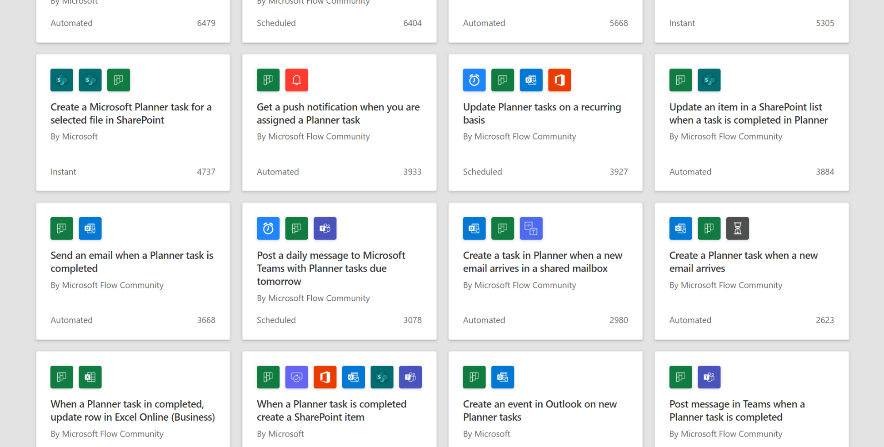 By Microsoft
By Microsoft Flow Community
Automated 6479
Scheduled 6404
Automated 5668
Instant 5305
Create a Microsoft Planner task for a
selected file in SharePoint
By Microsoft
Instant 4737
Get a push notification when you are
assigned a Planner task
By Microsoft Flow Community
Automated 3933
Update Planner tasks on a recurring
basis
By Microsoft Flow Community
Scheduled 3927
Update an item in a SharePoint list
when a task is completed in Planner
By Microsoft Flow Community
Automated 3884
Send an email when a Planner task is
completed
By Microsoft Flow Community
Automated 3668
Post a daily message to Microsoft
Teams with Planner tasks due
tomorrow
By Microsoft Flow Community
Scheduled 3078
Create a task in Planner when a new
email arrives in a shared mailbox
By Microsoft Flow Community
Automated 2980
Create a Planner task when a new
email arrives
By Microsoft Flow Community
Automated 2623
When a Planner task in completed,
update row in Excel Online (Business)
By Microsoft Flow Community
When a Planner task is completed
create a SharePoint item
By Microsoft
Create an event in Outlook on new
Planner tasks
By Microsoft
Post message in Teams when a
Planner task is completed
By Microsoft Flow Community